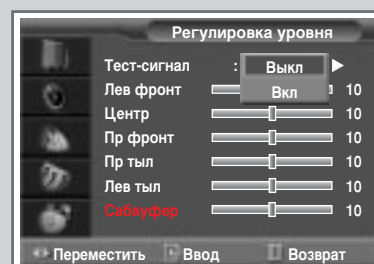 Регулировка уровня
Тест-сигнал : Выкл
Лев фронт Вкл 10
Центр 10
Пр фронт 10
Пр тыл 10
Лев тыл 10
Сабвуфер 10
Переместить Ввод Возврат